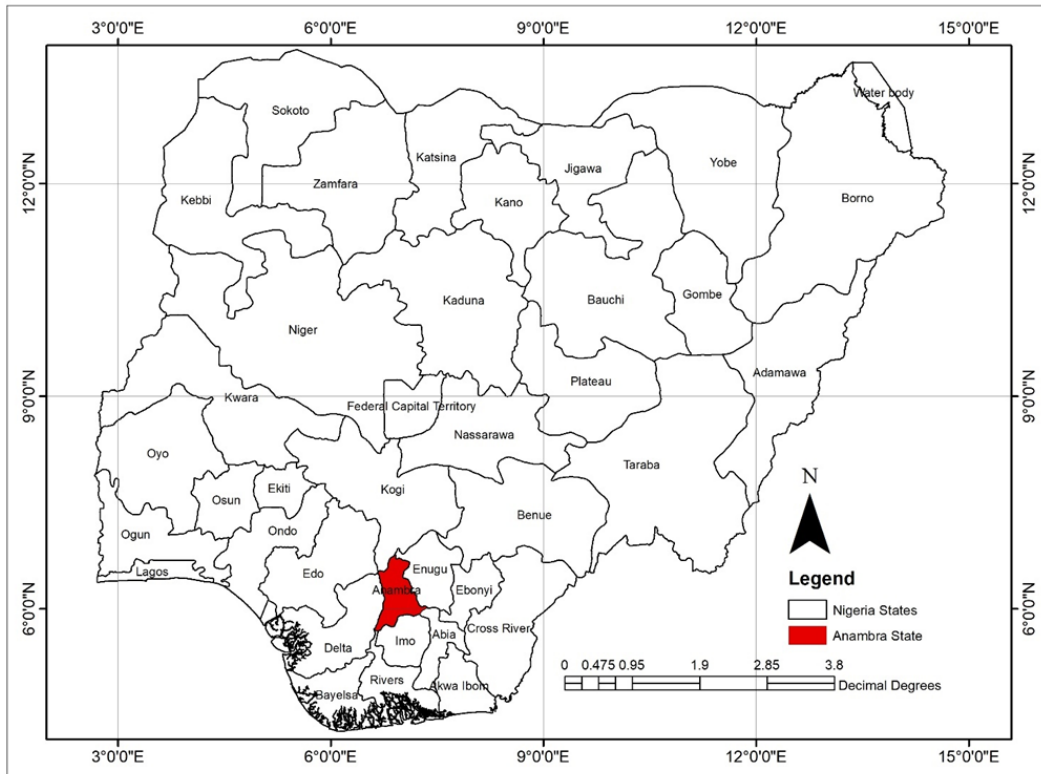 3°0'0"E 6°0'0"E 9°0'0"E 12°0'0"E 15°0'0"E
Water body
Sokoto
Katsina
Yobe
Jigawa
12°0'0"N 12°0'0"N
Zamfara
Kebbi
Kano
Borno
Kaduna
Bauchi
Gombe
Niger
Adamawa
Plateau
9°0'0"N 9°0'0"N
Kwara
Federal Capital Territory
Nassarawa
Oyo
Taraba
Kogi
Ekiti
Osun
Benue
N
Ondo
Ogun
Enugu
Lagos
Edo
Anambra
Ebonyi
Legend
Nigeria States
6°0'0"N 6°0'0"N
Cross River
Abia
Anambra State
Imo
Delta
0 0.475 0.95 1.9 2.85 3.8
Rivers
Akwa Ibom
Decimal Degrees
Bayelsa
3°0'0"E 6°0'0"E 9°0'0"E 12°0'0"E 15°0'0"E